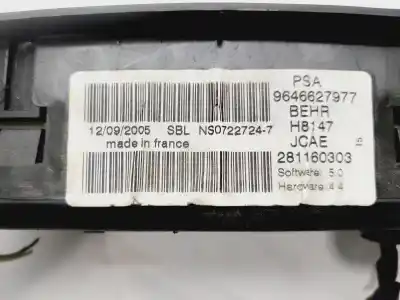 PSA
9646627977
BEHR
H8147
JCAE
281160303
Software: 5.0
Hardware: 4.4
15
12/09/2005 SBL NS0722724-7
made in france